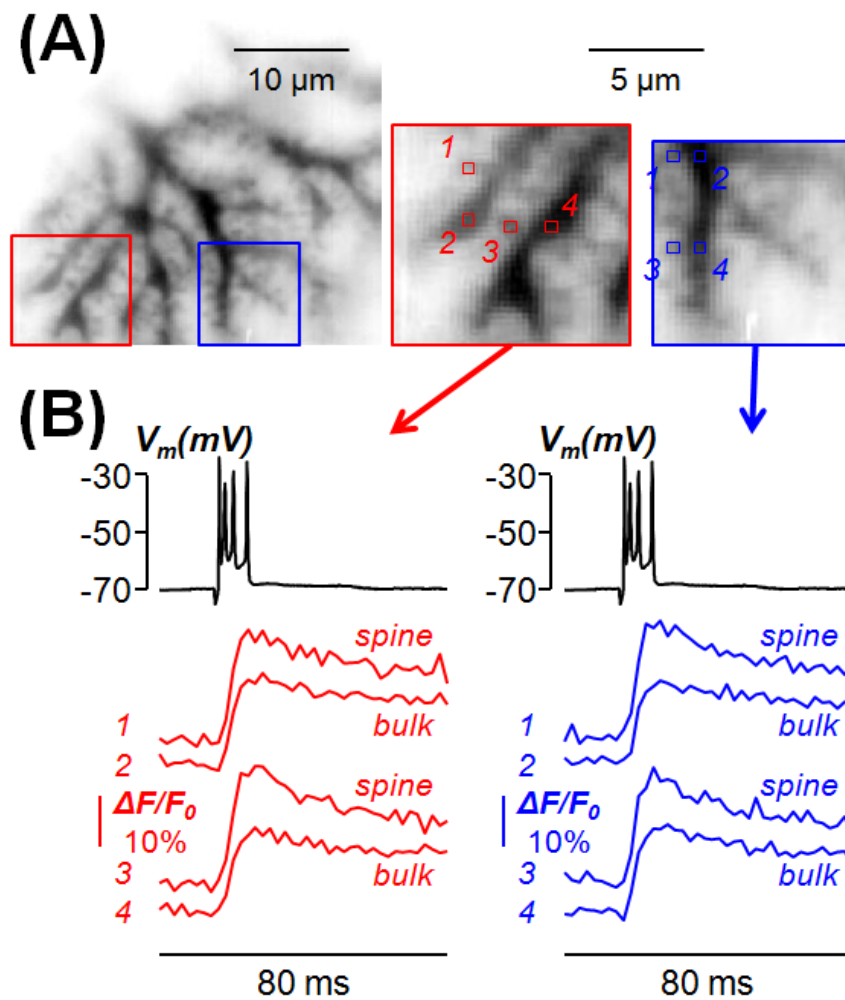 (A)
10 µm
5 µm
1
2
3
4
1
2
3
4
(B)
Vm(mV)
-30
-50
-70
spine
bulk
1
2
ΔF/F0
10%
spine
bulk
3
4
80 ms
Vm(mV)
-30
-50
-70
spine
bulk
1
2
ΔF/F0
10%
spine
bulk
3
4
80 ms